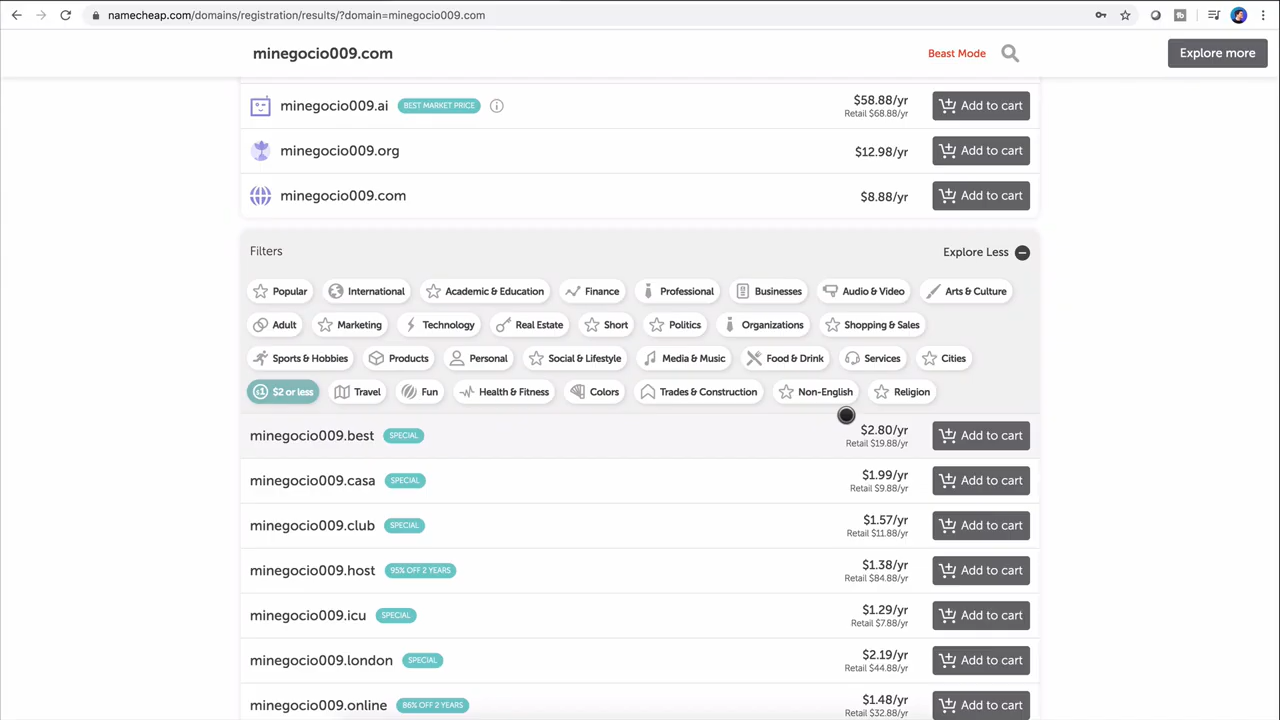 namecheap.com/domains/registration/results/?domain=minegocio009.com
minegocio009.com
Beast Mode
Explore more
minegocio009.ai BEST MARKET PRICE $58.88/yr Add to cart
Retail $68.88/yr
minegocio009.org $12.98/yr Add to cart
minegocio009.com $8.88/yr Add to cart
Filters Explore Less
Popular International Academic & Education Finance Professional Businesses Audio & Video Arts & Culture
Adult Marketing Technology Real Estate Short Politics Organizations Shopping & Sales
Sports & Hobbies Products Personal Social & Lifestyle Media & Music Food & Drink Services Cities
$1 $2 or less Travel Fun Health & Fitness Colors Trades & Construction Non-English Religion
minegocio009.best SPECIAL $2.80/yr Add to cart
Retail $19.88/yr
minegocio009.casa SPECIAL $1.99/yr Add to cart
Retail $9.88/yr
minegocio009.club SPECIAL $1.57/yr Add to cart
Retail $11.88/yr
minegocio009.host 95% OFF 2 YEARS $1.38/yr Add to cart
Retail $84.88/yr
minegocio009.icu SPECIAL $1.29/yr Add to cart
Retail $7.88/yr
minegocio009.london SPECIAL $2.19/yr Add to cart
Retail $44.88/yr
minegocio009.online 86% OFF 2 YEARS $1.48/yr Add to cart
Retail $32.88/yr